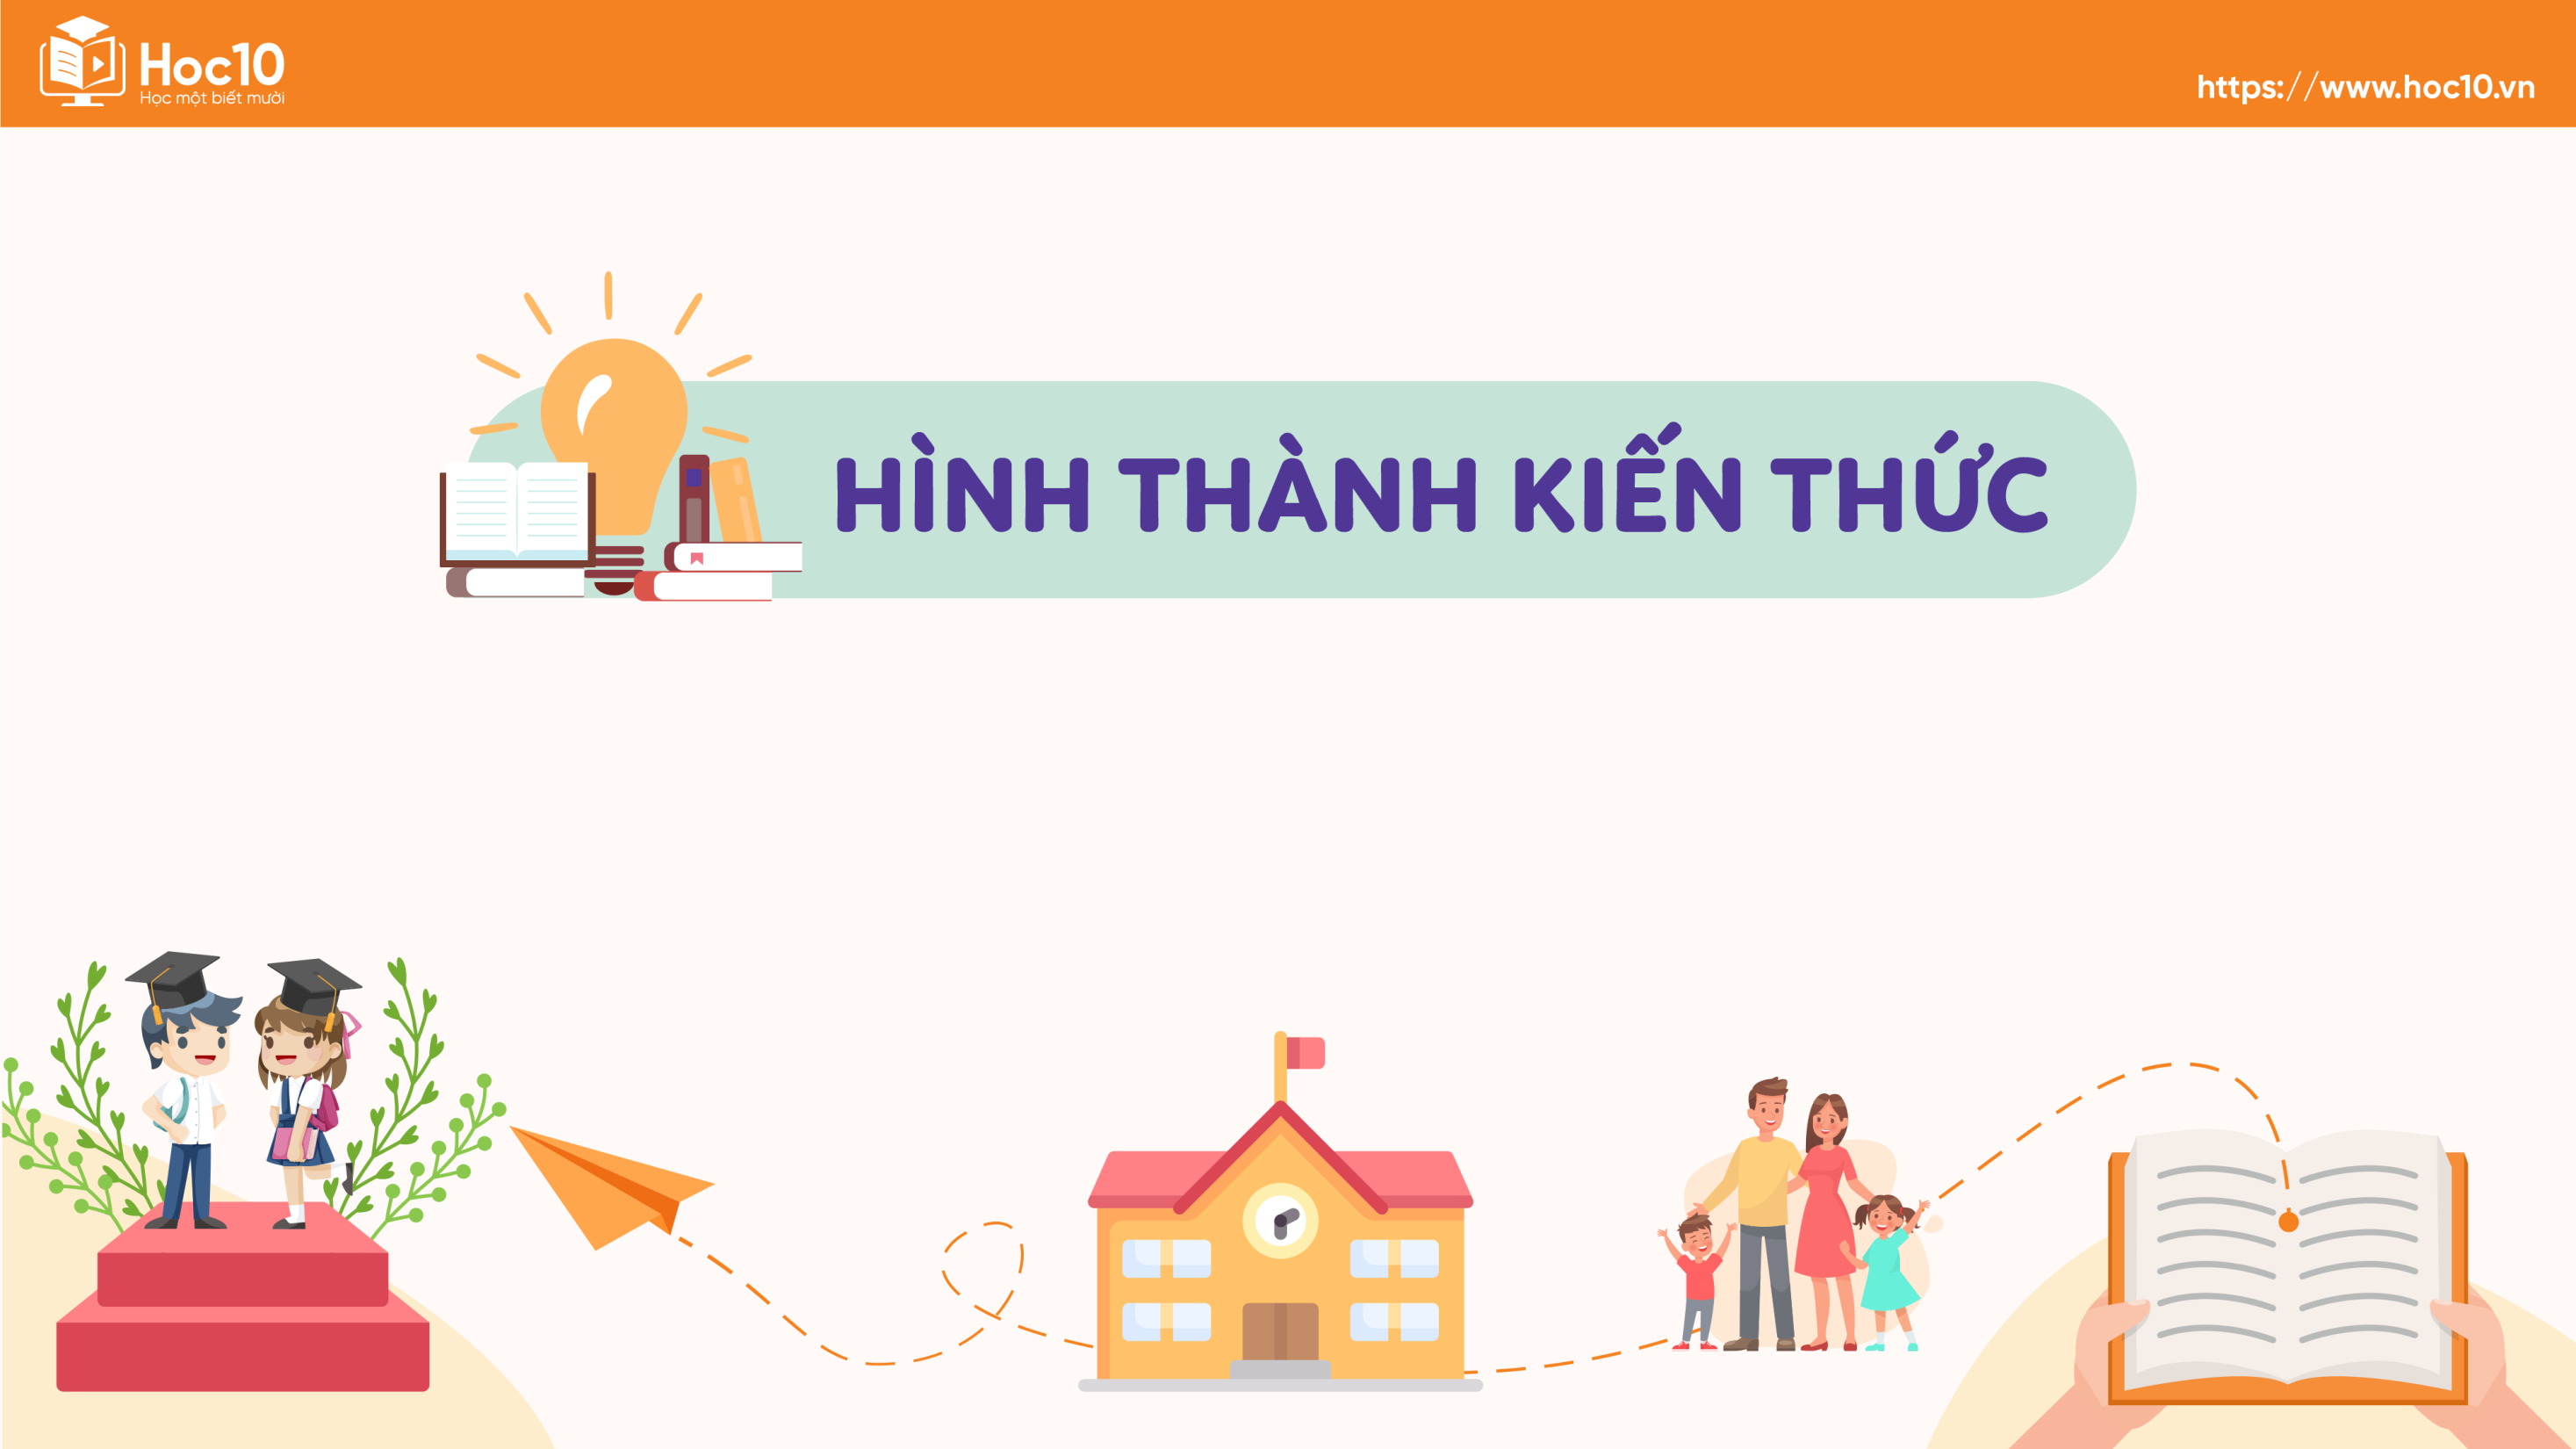 Hoc10
Học một biết mười
https://www.hoc10.vn
HÌNH THÀNH KIẾN THỨC